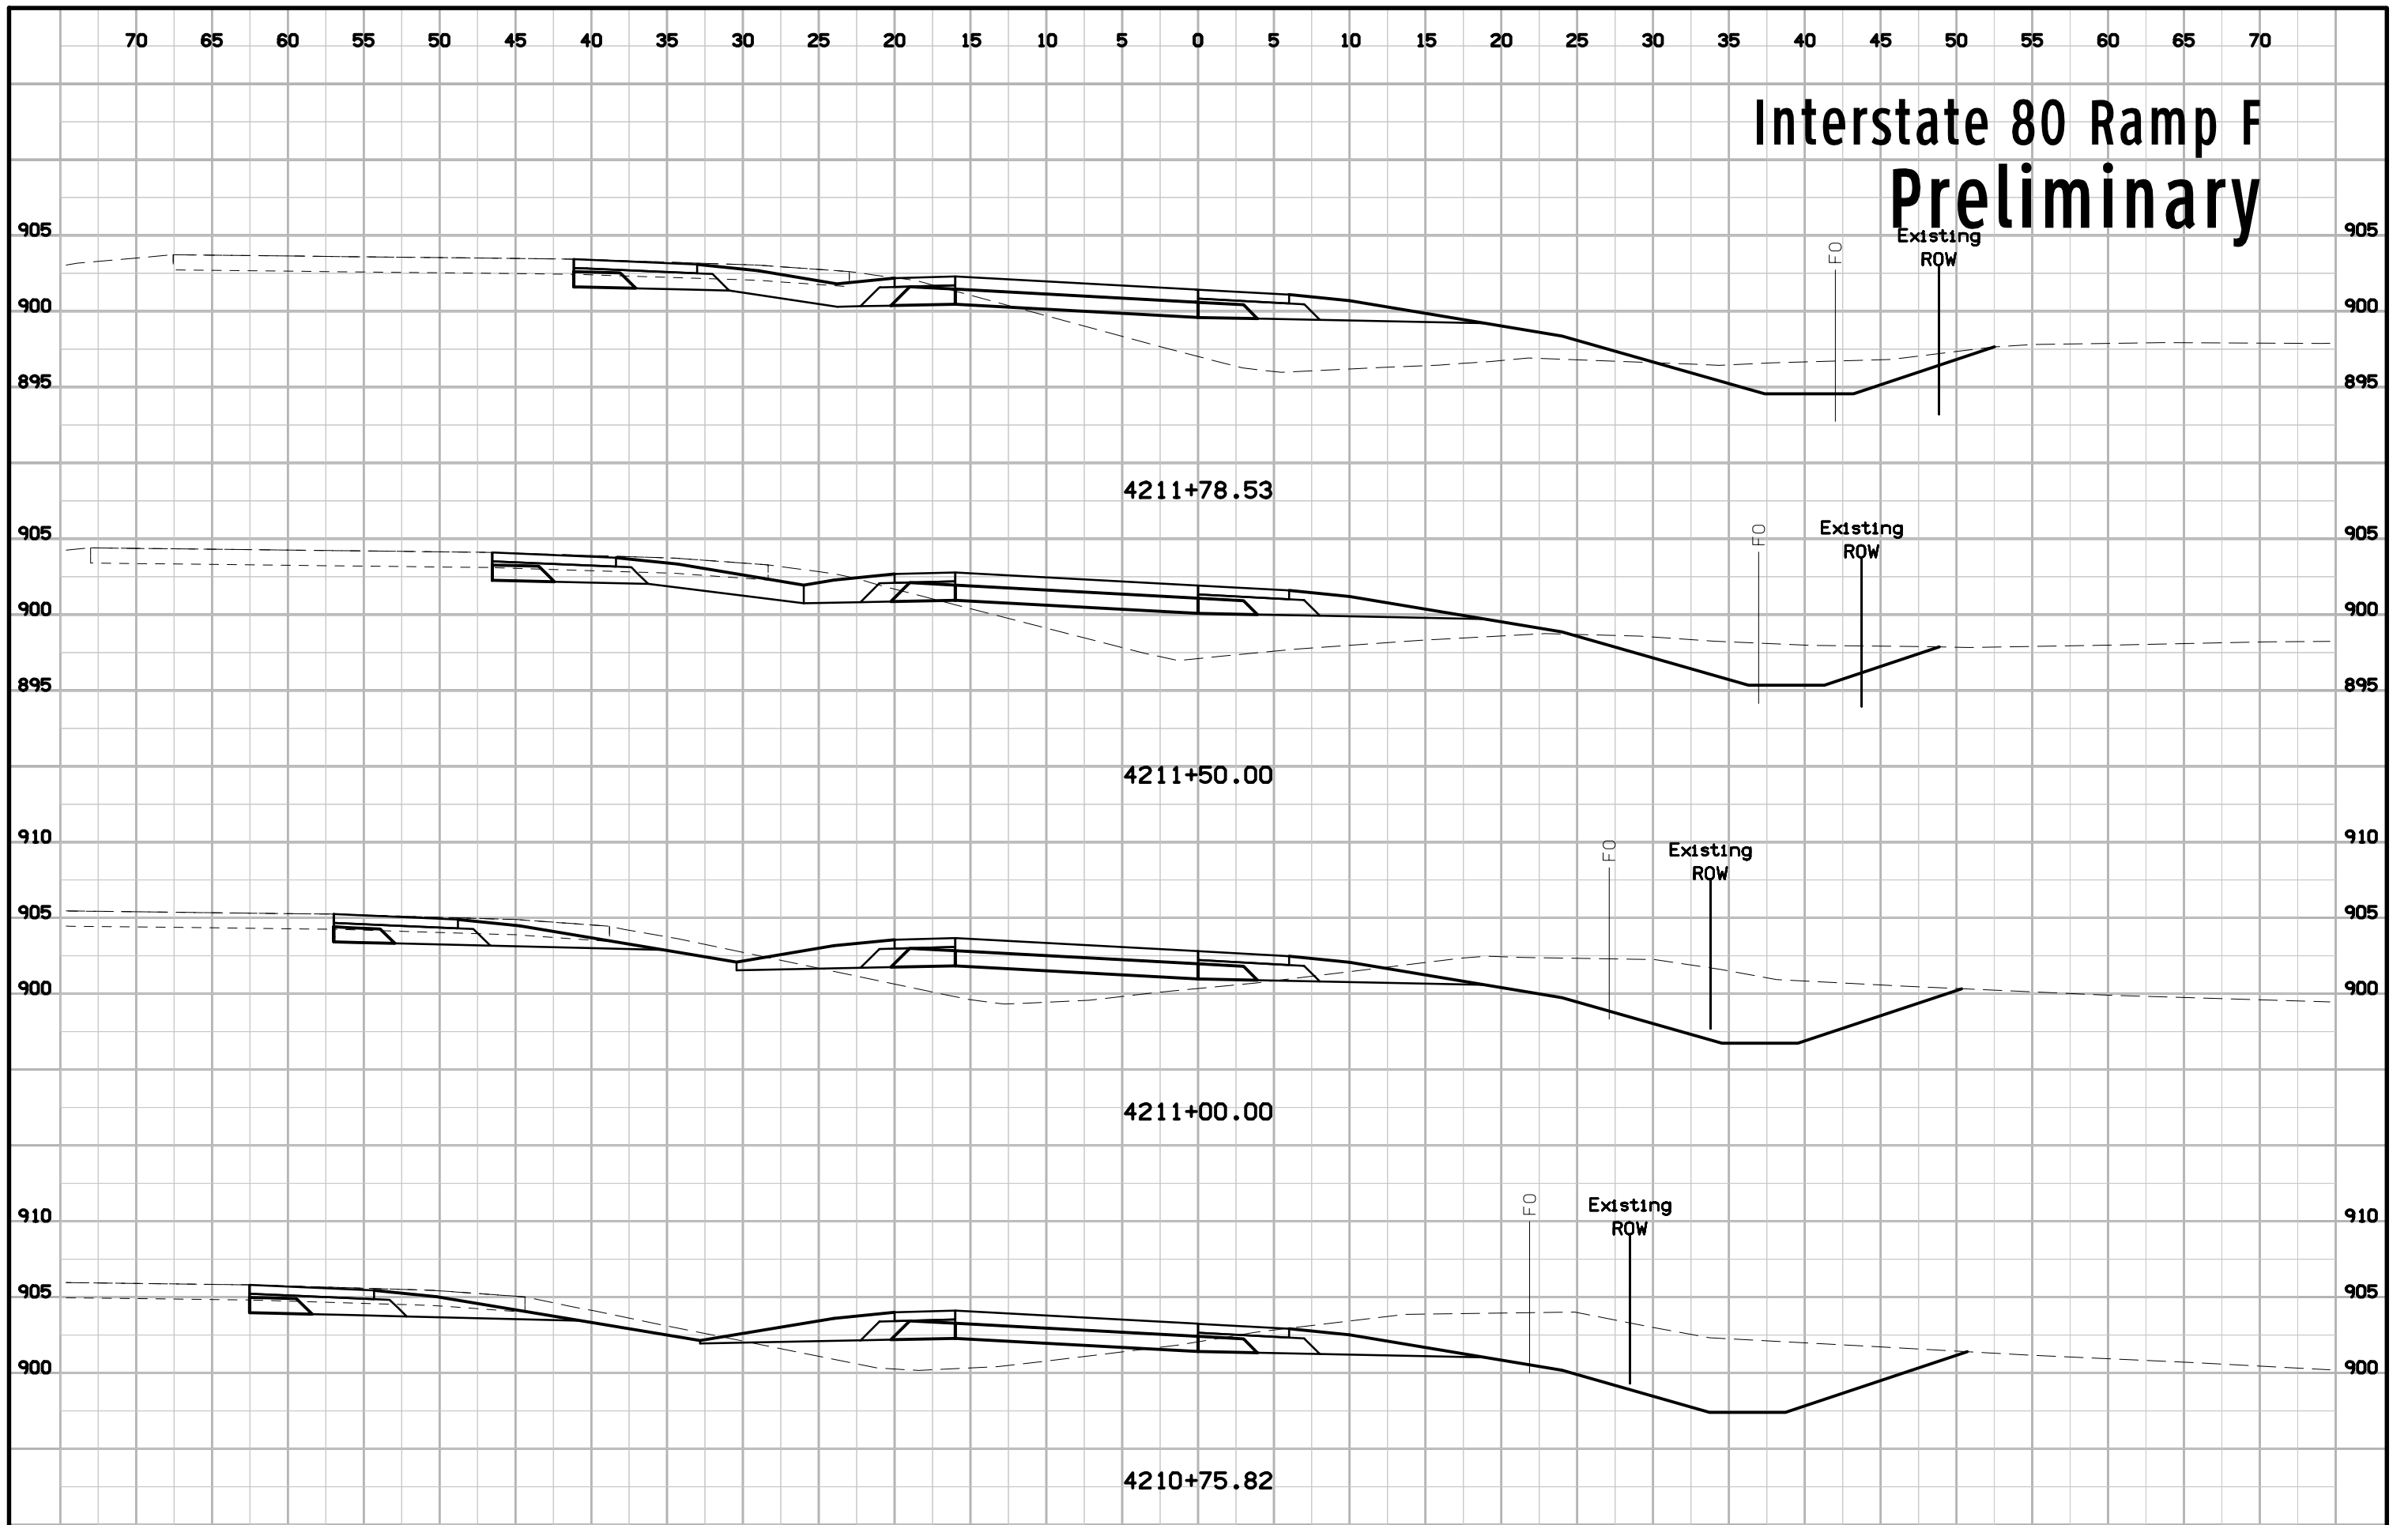 70 65 60 55 50 45 40 35 30 25 20 15 10 5 0 5 10 15 20 25 30 35 40 45 50 55 60 65 70
Interstate 80 Ramp F
Preliminary
905 FO Existing 905
ROW
900 900
895 895
4211+78.53
905 FO Existing 905
ROW
900 900
895 895
4211+50.00
910 FO Existing 910
ROW
905 905
900 900
4211+00.00
910 FO Existing 910
ROW
905 905
900 900
4210+75.82